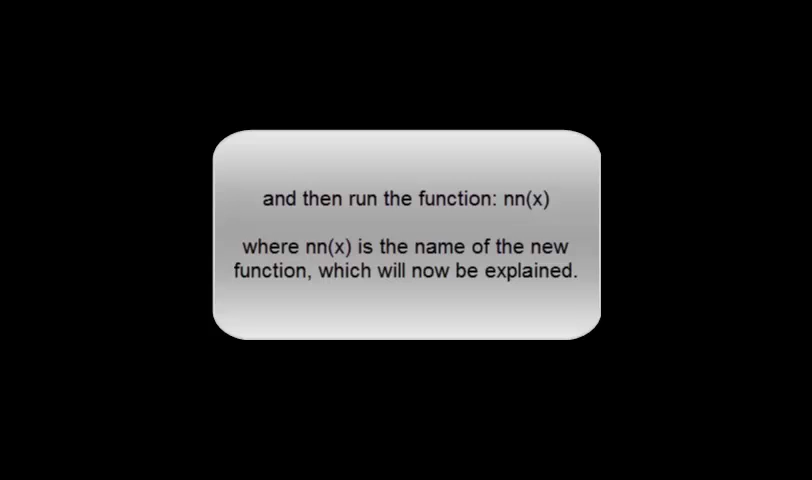 and then run the function: nn(x)
where nn(x) is the name of the new
function, which will now be explained.